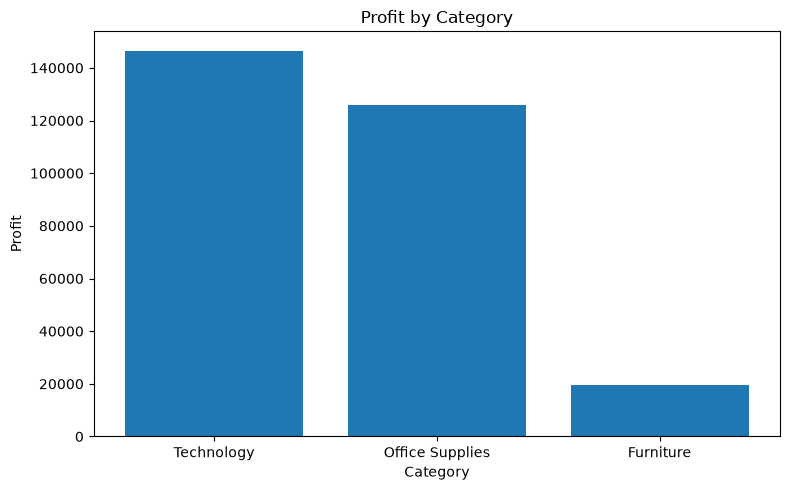 Profit by Category
140000
120000
100000
80000
60000
40000
20000
0
Profit
Technology Office Supplies Furniture
Category